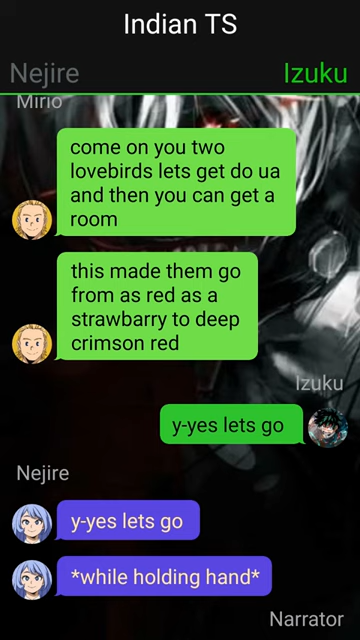 Indian TS
Nejire
Izuku
Mirio
come on you two
lovebirds lets get do ua
and then you can get a
room
this made them go
from as red as a
strawbarry to deep
crimson red
Izuku
y-yes lets go
Nejire
y-yes lets go
*while holding hand*
Narrator